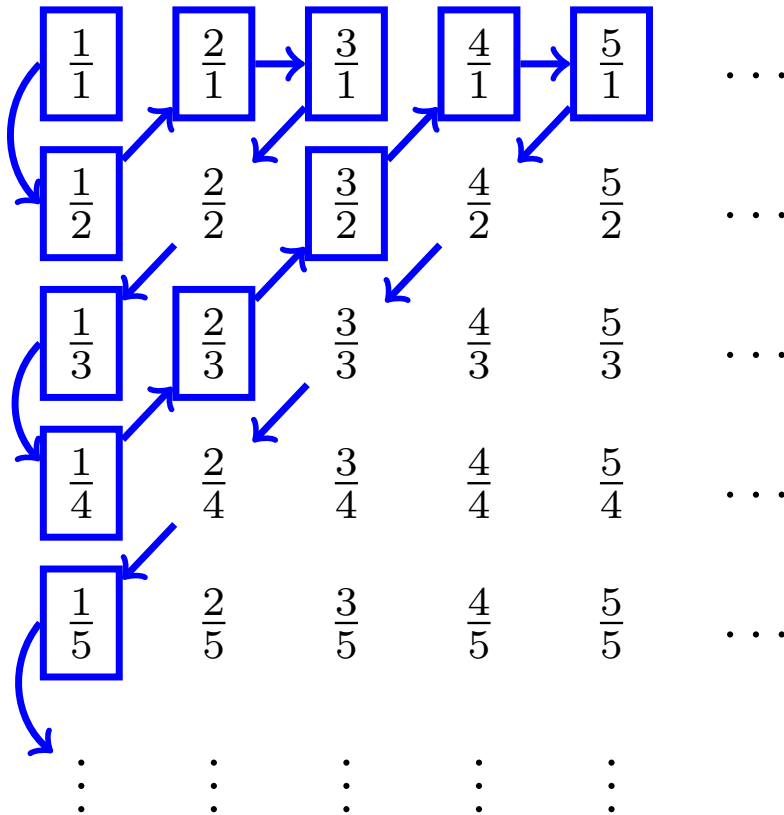 1/1 2/1 3/1 4/1 5/1 ...
1/2 2/2 3/2 4/2 5/2 ...
1/3 2/3 3/3 4/3 5/3 ...
1/4 2/4 3/4 4/4 5/4 ...
1/5 2/5 3/5 4/5 5/5 ...
⋮ ⋮ ⋮ ⋮ ⋮